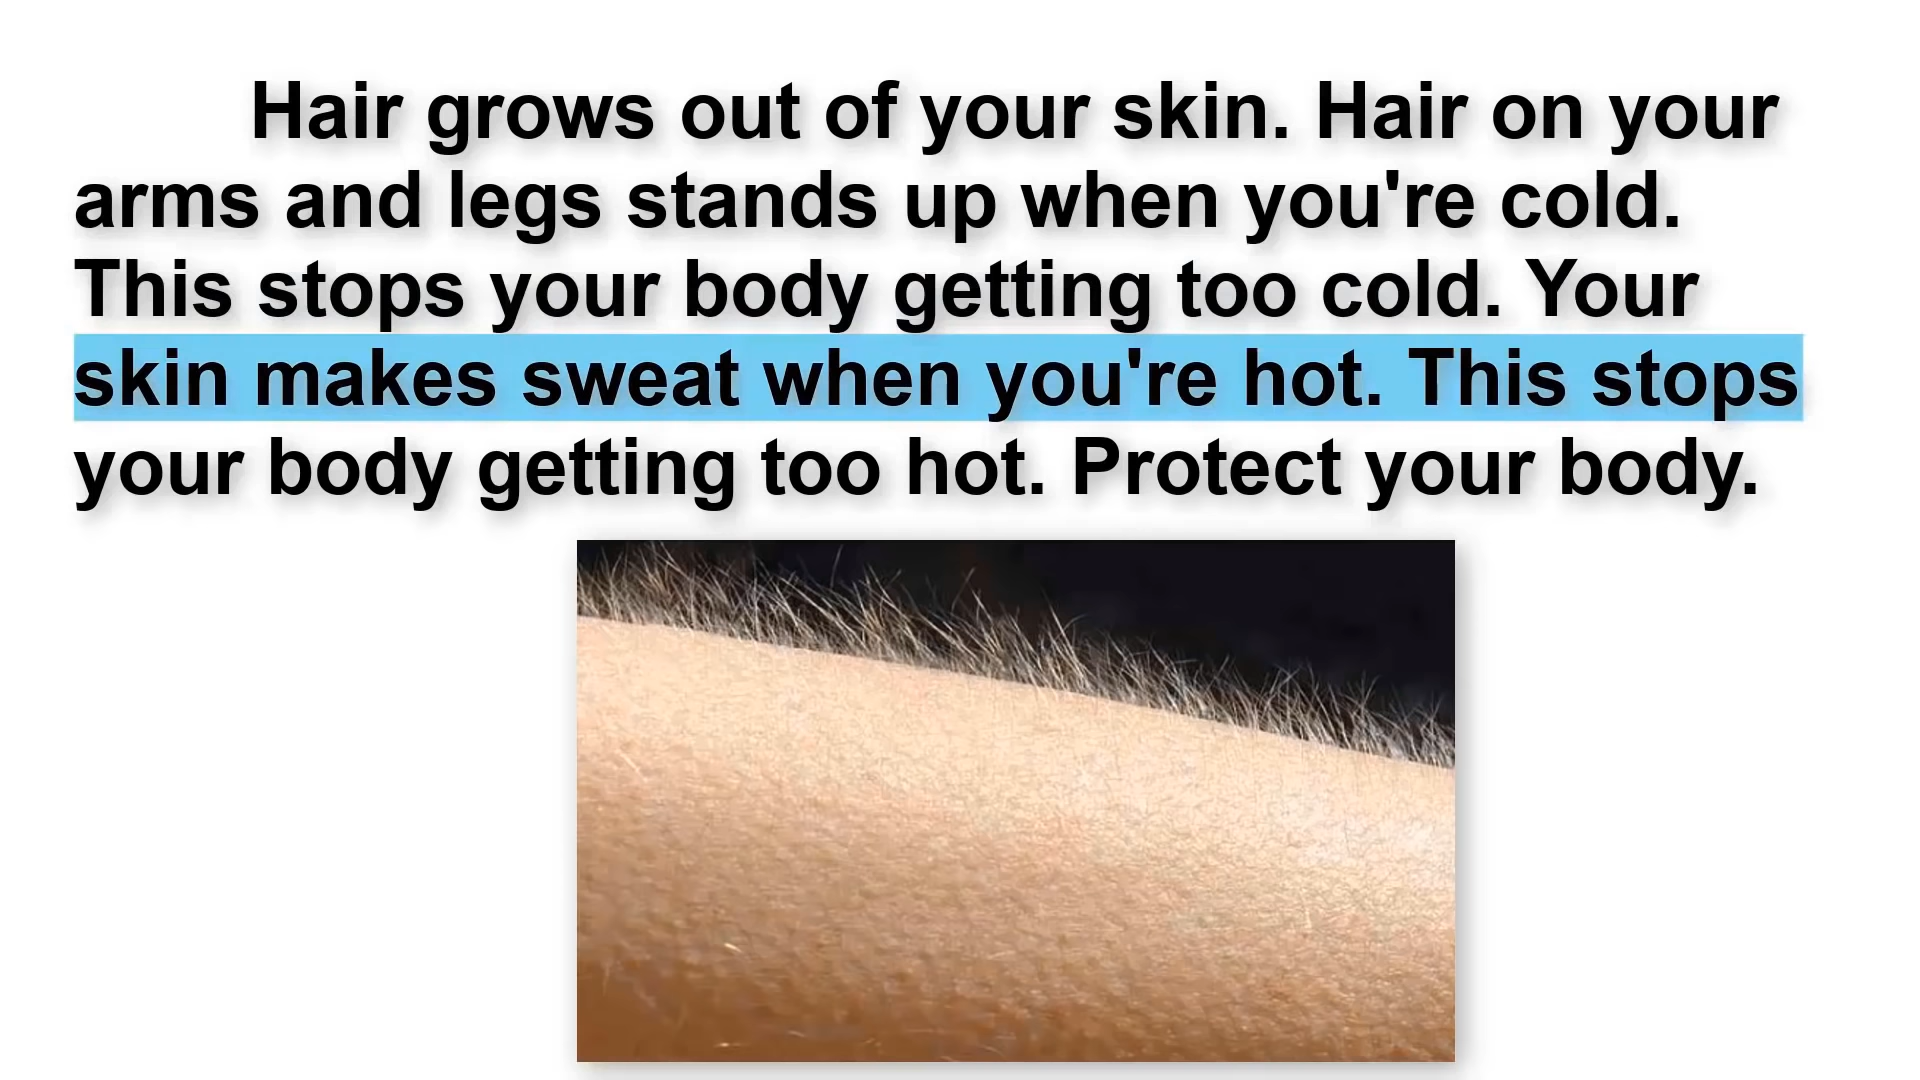 Hair grows out of your skin. Hair on your
arms and legs stands up when you're cold.
This stops your body getting too cold. Your
skin makes sweat when you're hot. This stops
your body getting too hot. Protect your body.